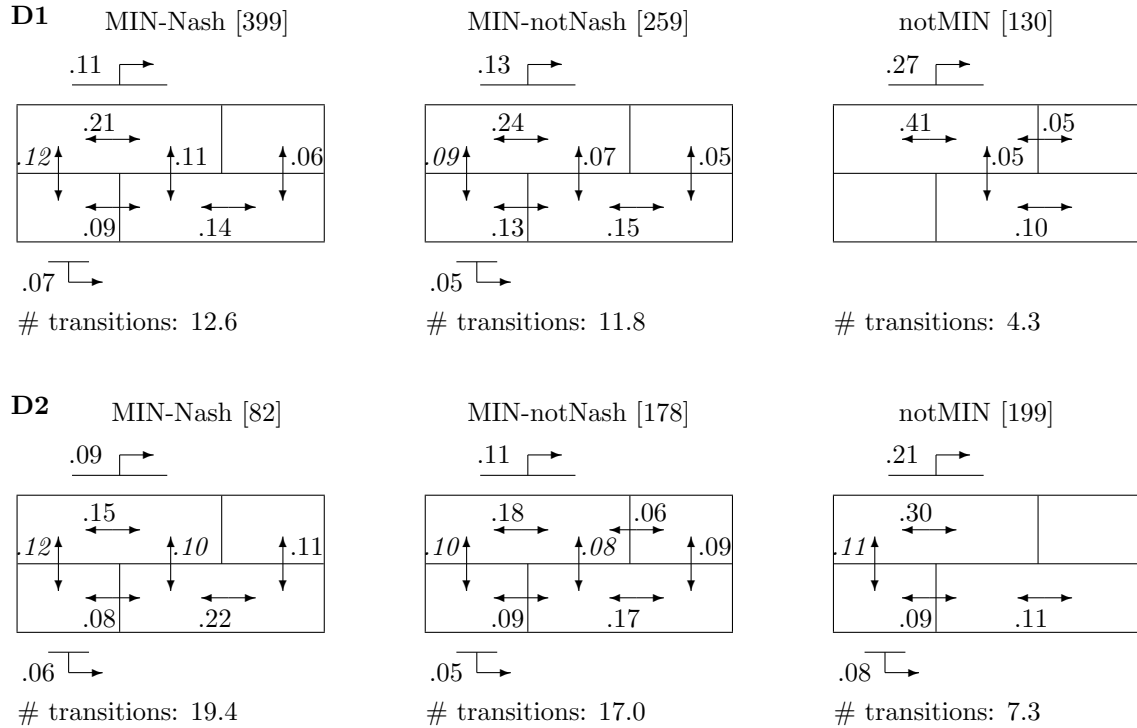 D1 MIN-Nash [399] MIN-notNash [259] notMIN [130]
.11 .13 .27
.21 .24 .41 .05
.12 .11 .06 .09 .07 .05 .05
.09 .14 .13 .15 .10
.07 .05
# transitions: 12.6 # transitions: 11.8 # transitions: 4.3
D2 MIN-Nash [82] MIN-notNash [178] notMIN [199]
.09 .11 .21
.15 .18 .06 .30
.12 .10 .11 .10 .08 .09 .11
.08 .22 .09 .17 .09 .11
.06 .05 .08
# transitions: 19.4 # transitions: 17.0 # transitions: 7.3